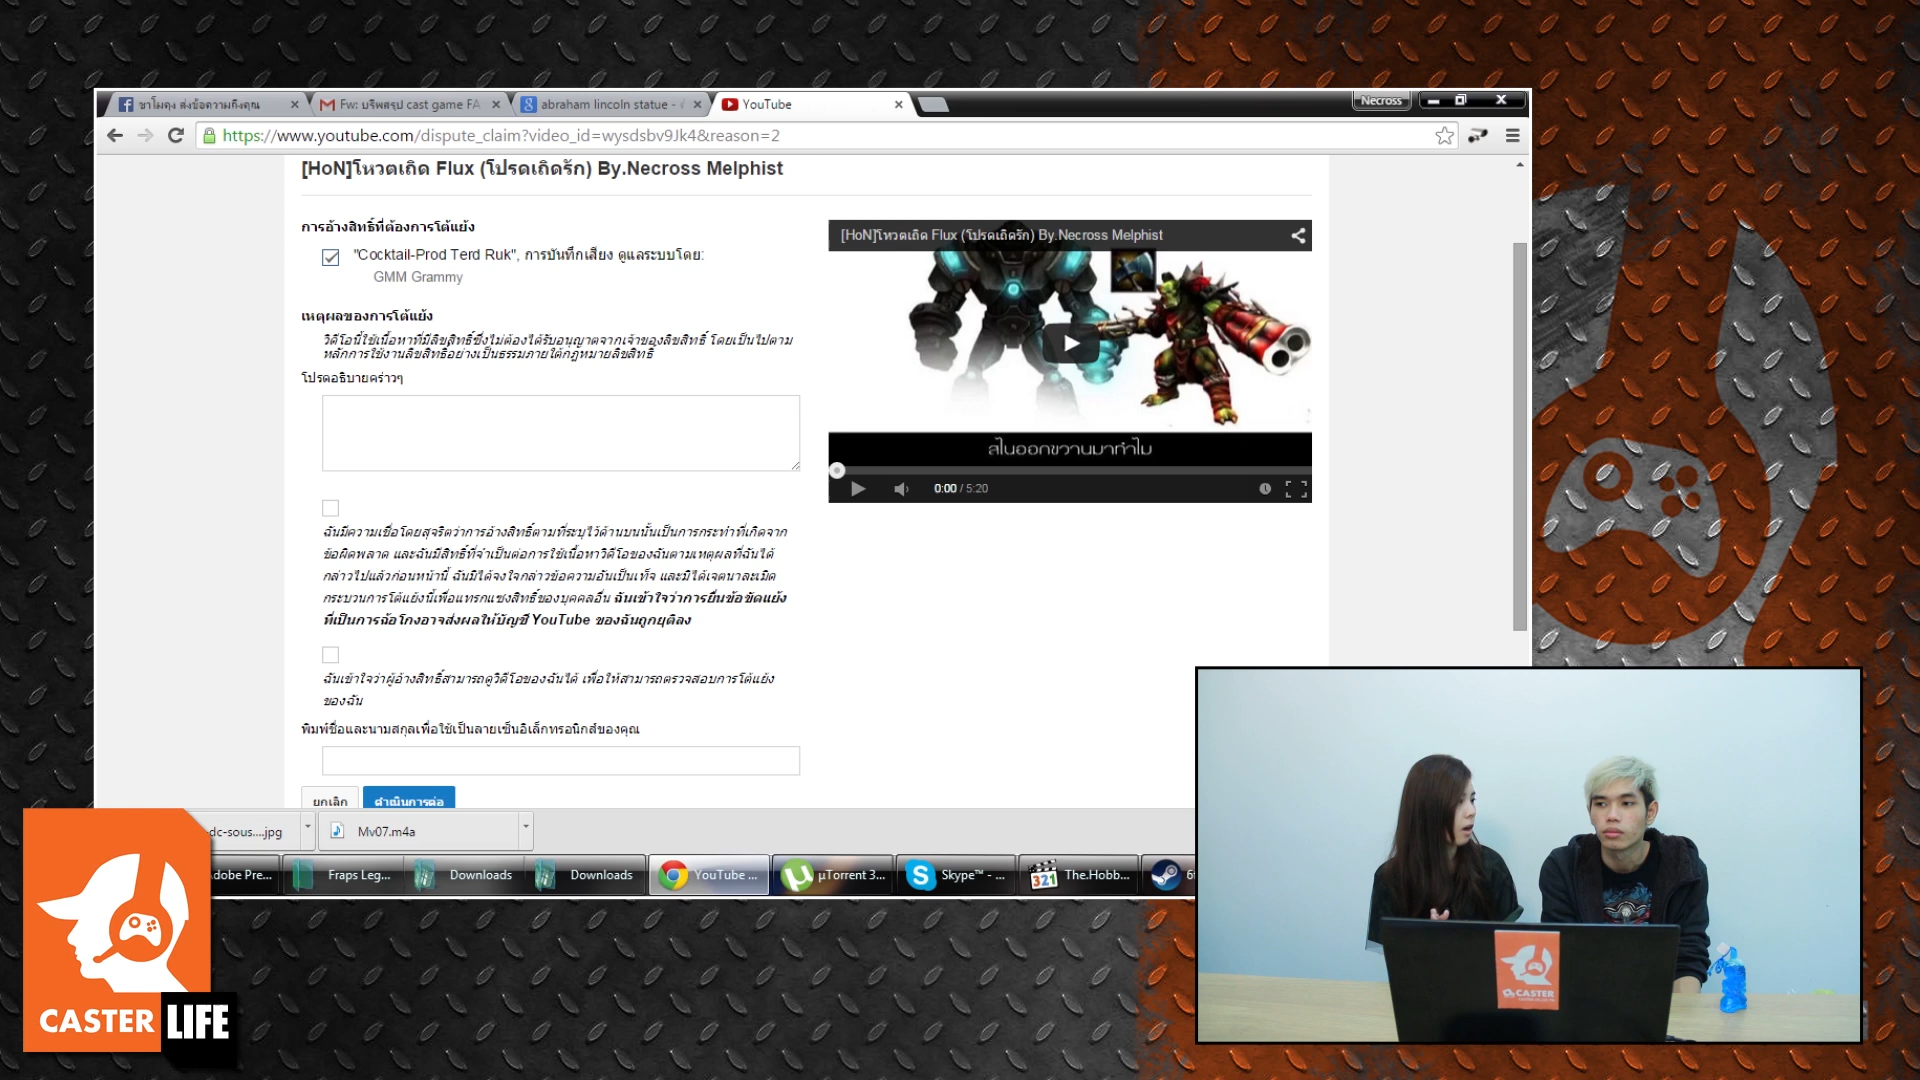 ชาโมคุง ส่งข้อความถึงคุณ
Fw: บรีพสรุป cast game FA
abraham lincoln statue -
YouTube
Necross
https://www.youtube.com/dispute_claim?video_id=wysdsbv9Jk4&reason=2
[HoN]โหวตเถิด Flux (โปรดเถิดรัก) By.Necross Melphist
การอ้างสิทธิ์ที่ต้องการโต้แย้ง
"Cocktail-Prod Terd Ruk", การบันทึกเสียง ดูแลระบบโดย:
GMM Grammy
เหตุผลของการโต้แย้ง
วิดีโอนี้ใช้เนื้อหาที่มีลิขสิทธิ์ซึ่งไม่ต้องได้รับอนุญาตจากเจ้าของลิขสิทธิ์ โดยเป็นไปตาม
หลักการใช้งานลิขสิทธิ์อย่างเป็นธรรมภายใต้กฎหมายลิขสิทธิ์
โปรดอธิบายคร่าวๆ
ฉันมีความเชื่อโดยสุจริตว่าการอ้างสิทธิ์ตามที่ระบุไว้ด้านบนนั้นเป็นการกระทำที่เกิดจาก
ข้อผิดพลาด และฉันมีสิทธิ์ที่จำเป็นต่อการใช้เนื้อหาวิดีโอของฉันตามเหตุผลที่ฉันได้
กล่าวไปแล้วก่อนหน้านี้ ฉันมิได้จงใจกล่าวข้อความอันเป็นเท็จ และมิได้เจตนาละเมิด
กระบวนการโต้แย้งนี้เพื่อแทรกแซงสิทธิ์ของบุคคลอื่น ฉันเข้าใจว่าการยื่นข้อขัดแย้ง
ที่เป็นการฉ้อโกงอาจส่งผลให้บัญชี YouTube ของฉันถูกยุติลง
ฉันเข้าใจว่าผู้อ้างสิทธิ์สามารถดูวิดีโอของฉันได้ เพื่อให้สามารถตรวจสอบการโต้แย้ง
ของฉัน
พิมพ์ชื่อและนามสกุลเพื่อใช้เป็นลายเซ็นอิเล็กทรอนิกส์ของคุณ
ยกเลิก
ดำเนินการต่อ
[HoN]โหวตเถิด Flux (โปรดเถิดรัก) By.Necross Melphist
สไนออกขวานมาทำไม
0:00 / 5:20
dc-sous....jpg
Mv07.m4a
dobe Pre...
Fraps Leg...
Downloads
Downloads
YouTube ...
µTorrent 3...
Skype™ - ...
The.Hobb...
321
CASTER LIFE
CASTER